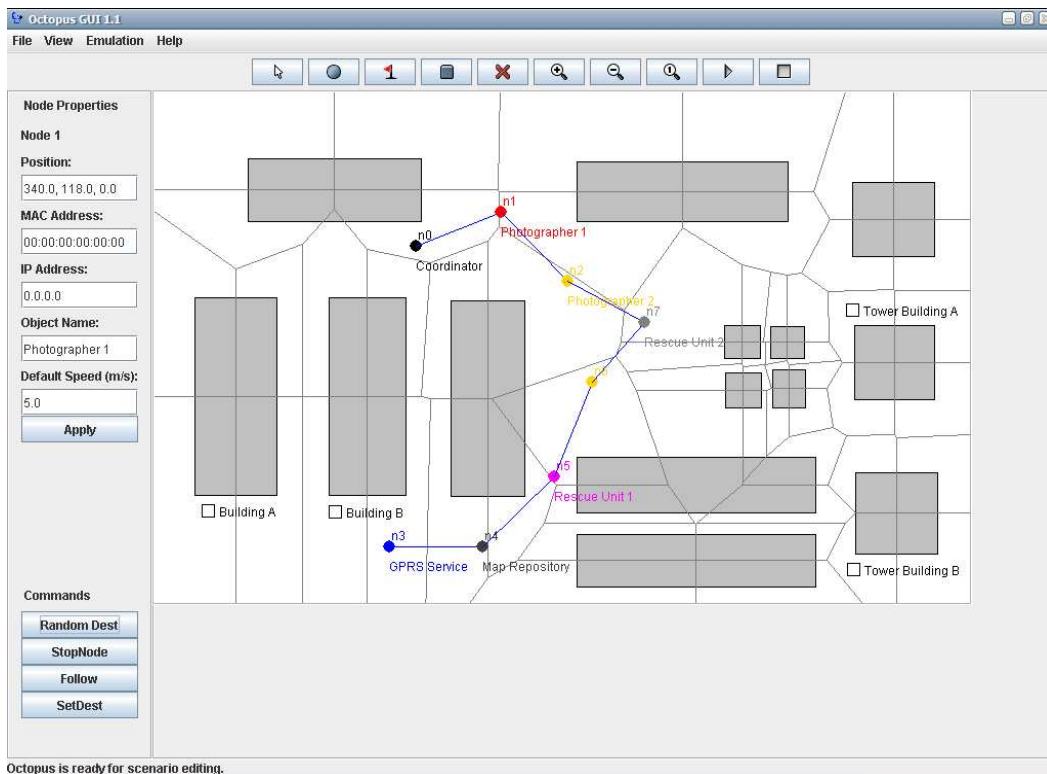 Octopus GUI 1.1
File View Emulation Help
Node Properties
Node 1
Position:
340.0, 118.0, 0.0
MAC Address:
00:00:00:00:00:00
IP Address:
0.0.0.0
Object Name:
Photographer 1
Default Speed (m/s):
5.0
Apply
Commands
Random Dest
StopNode
Follow
SetDest
n1
Photographer 1
n0
Coordinator
n2
Photographer 2
n7
Rescue Unit 2
Tower Building A
n5
Rescue Unit 1
Building A
Building B
n3
GPRS Service
n4
Map Repository
Tower Building B
Octopus is ready for scenario editing.